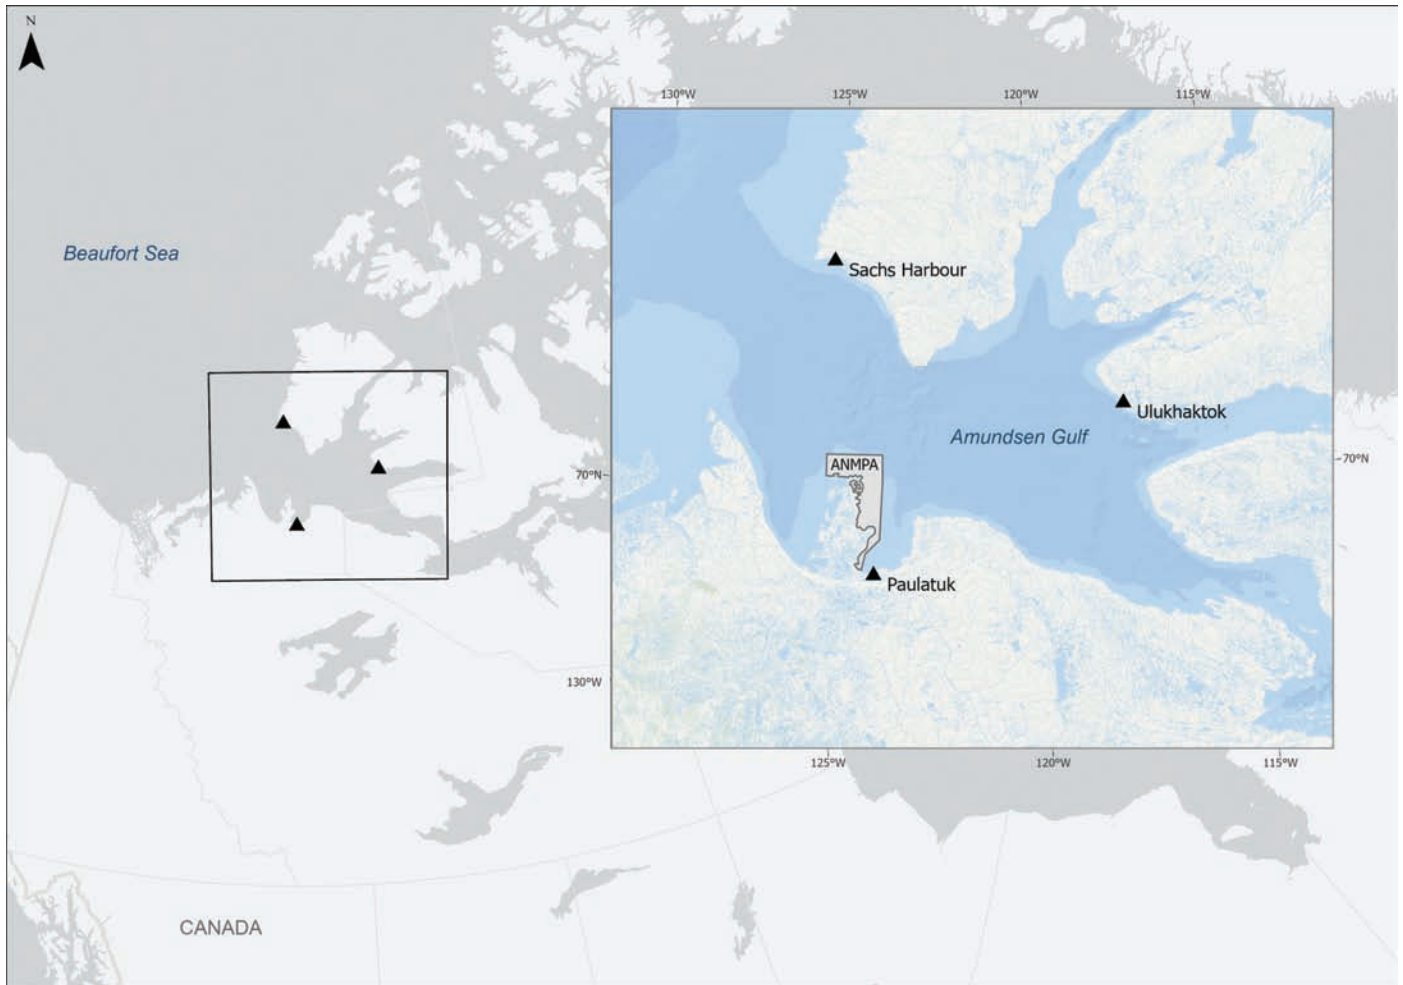 N
130°W
125°W
120°W
115°W
Beaufort Sea
Sachs Harbour
Ulukhaktok
Amundsen Gulf
70°N
70°N
ANMPA
Paulatuk
130°W
125°W
120°W
115°W
CANADA